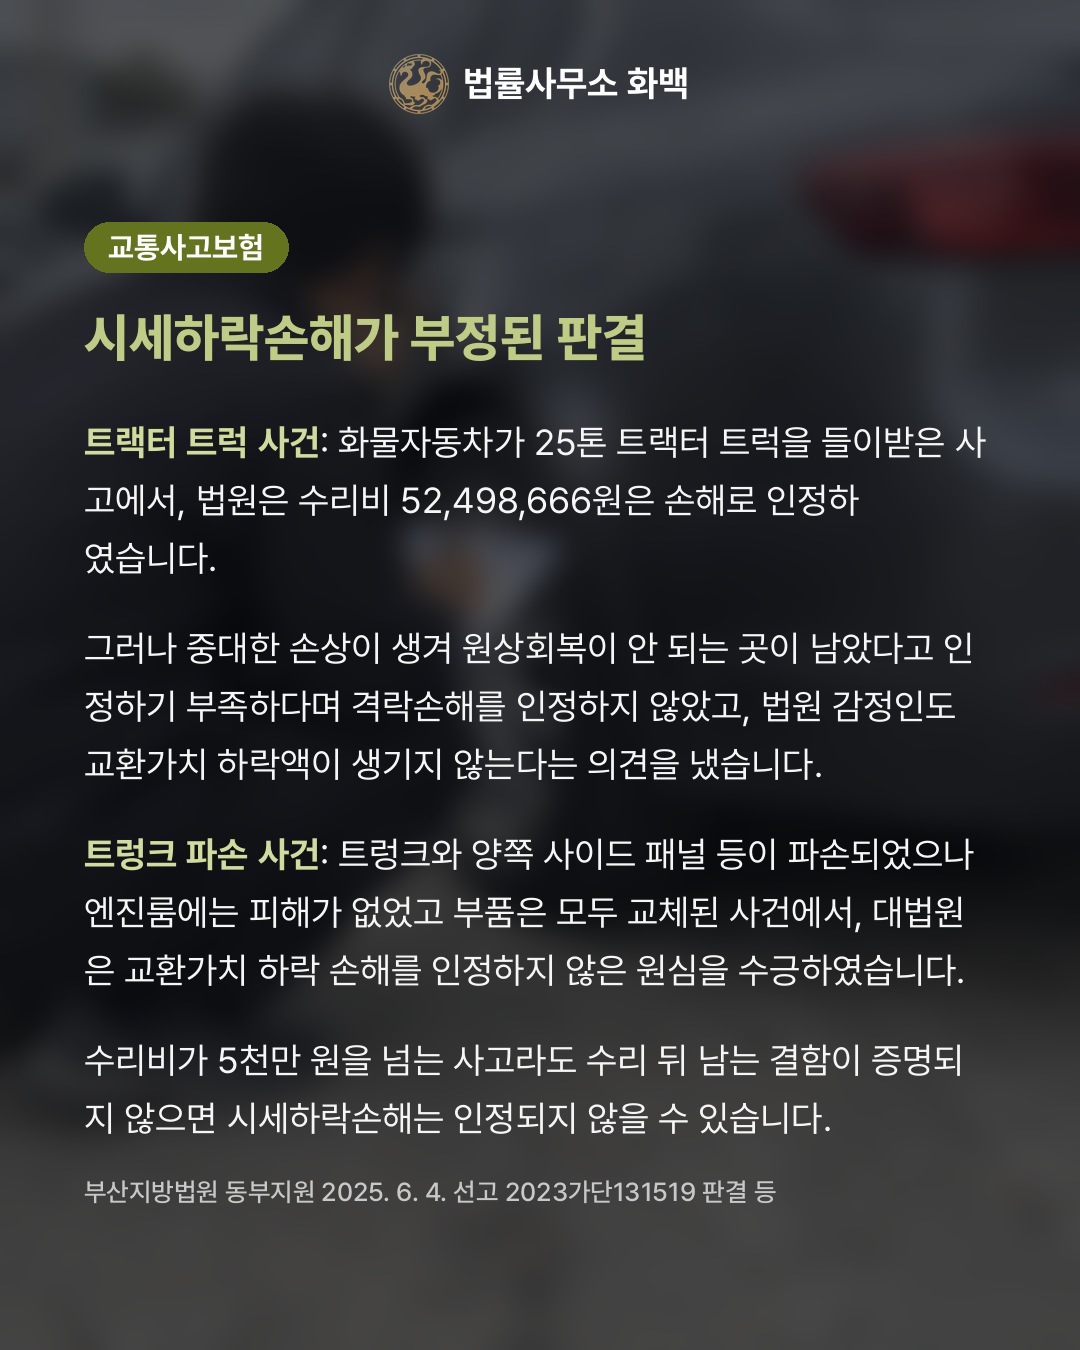 법률사무소 화백
교통사고보험
시세하락손해가 부정된 판결
트랙터 트럭 사건: 화물자동차가 25톤 트랙터 트럭을 들이받은 사
고에서, 법원은 수리비 52,498,666원은 손해로 인정하
였습니다.
그러나 중대한 손상이 생겨 원상회복이 안 되는 곳이 남았다고 인
정하기 부족하다며 격락손해를 인정하지 않았고, 법원 감정인도
교환가치 하락액이 생기지 않는다는 의견을 냈습니다.
트렁크 파손 사건: 트렁크와 양쪽 사이드 패널 등이 파손되었으나
엔진룸에는 피해가 없었고 부품은 모두 교체된 사건에서, 대법원
은 교환가치 하락 손해를 인정하지 않은 원심을 수긍하였습니다.
수리비가 5천만 원을 넘는 사고라도 수리 뒤 남는 결함이 증명되
지 않으면 시세하락손해는 인정되지 않을 수 있습니다.
부산지방법원 동부지원 2025. 6. 4. 선고 2023가단131519 판결 등